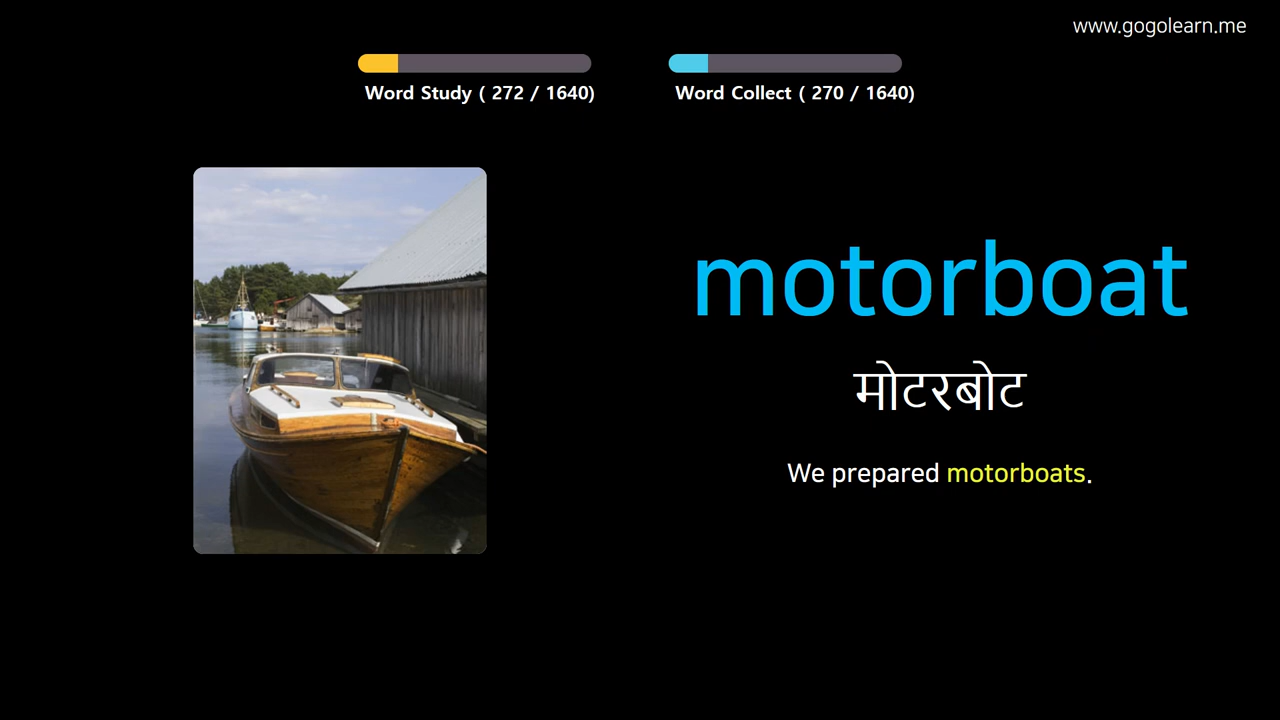 www.gogolearn.me
Word Study ( 272 / 1640)
Word Collect ( 270 / 1640)
motorboat
मोटरबोट
We prepared motorboats.